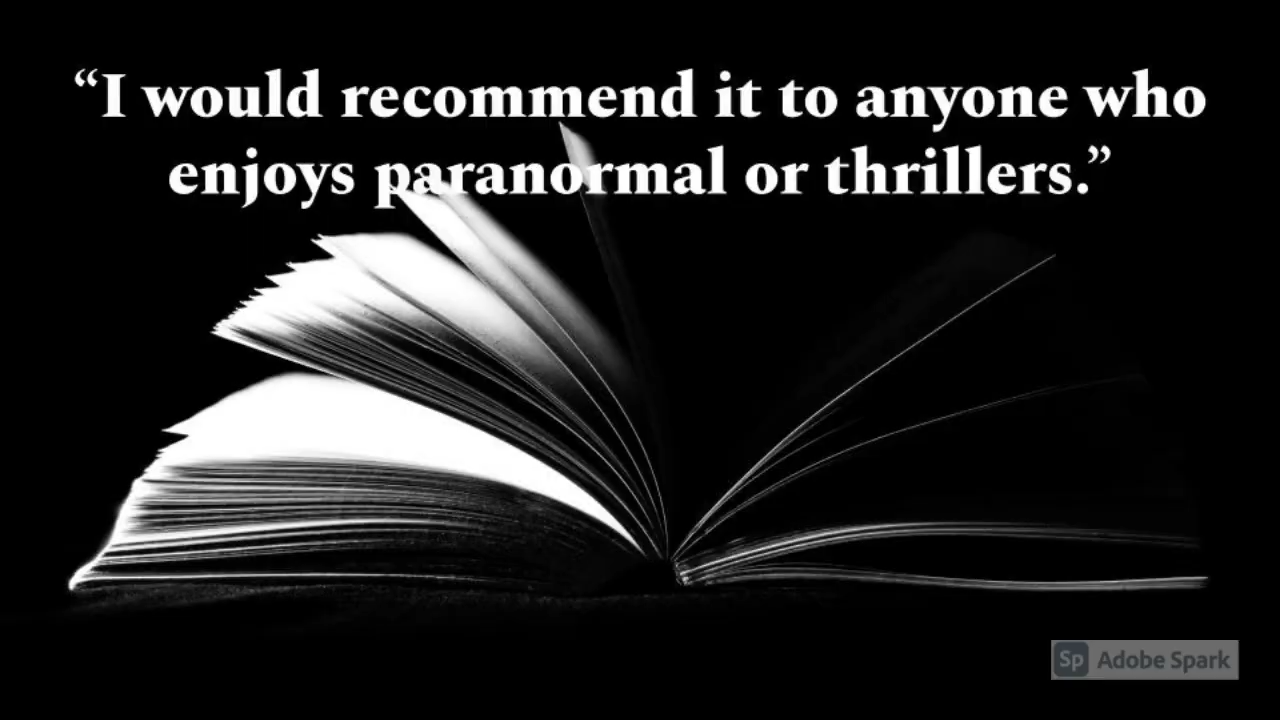 “I would recommend it to anyone who
enjoys paranormal or thrillers.”
Sp Adobe Spark